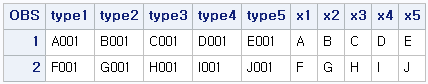 OBS type1 type2 type3 type4 type5 x1 x2 x3 x4 x5
1 A001 B001 C001 D001 E001 A B C D E
2 F001 G001 H001 I001 J001 F G H I J